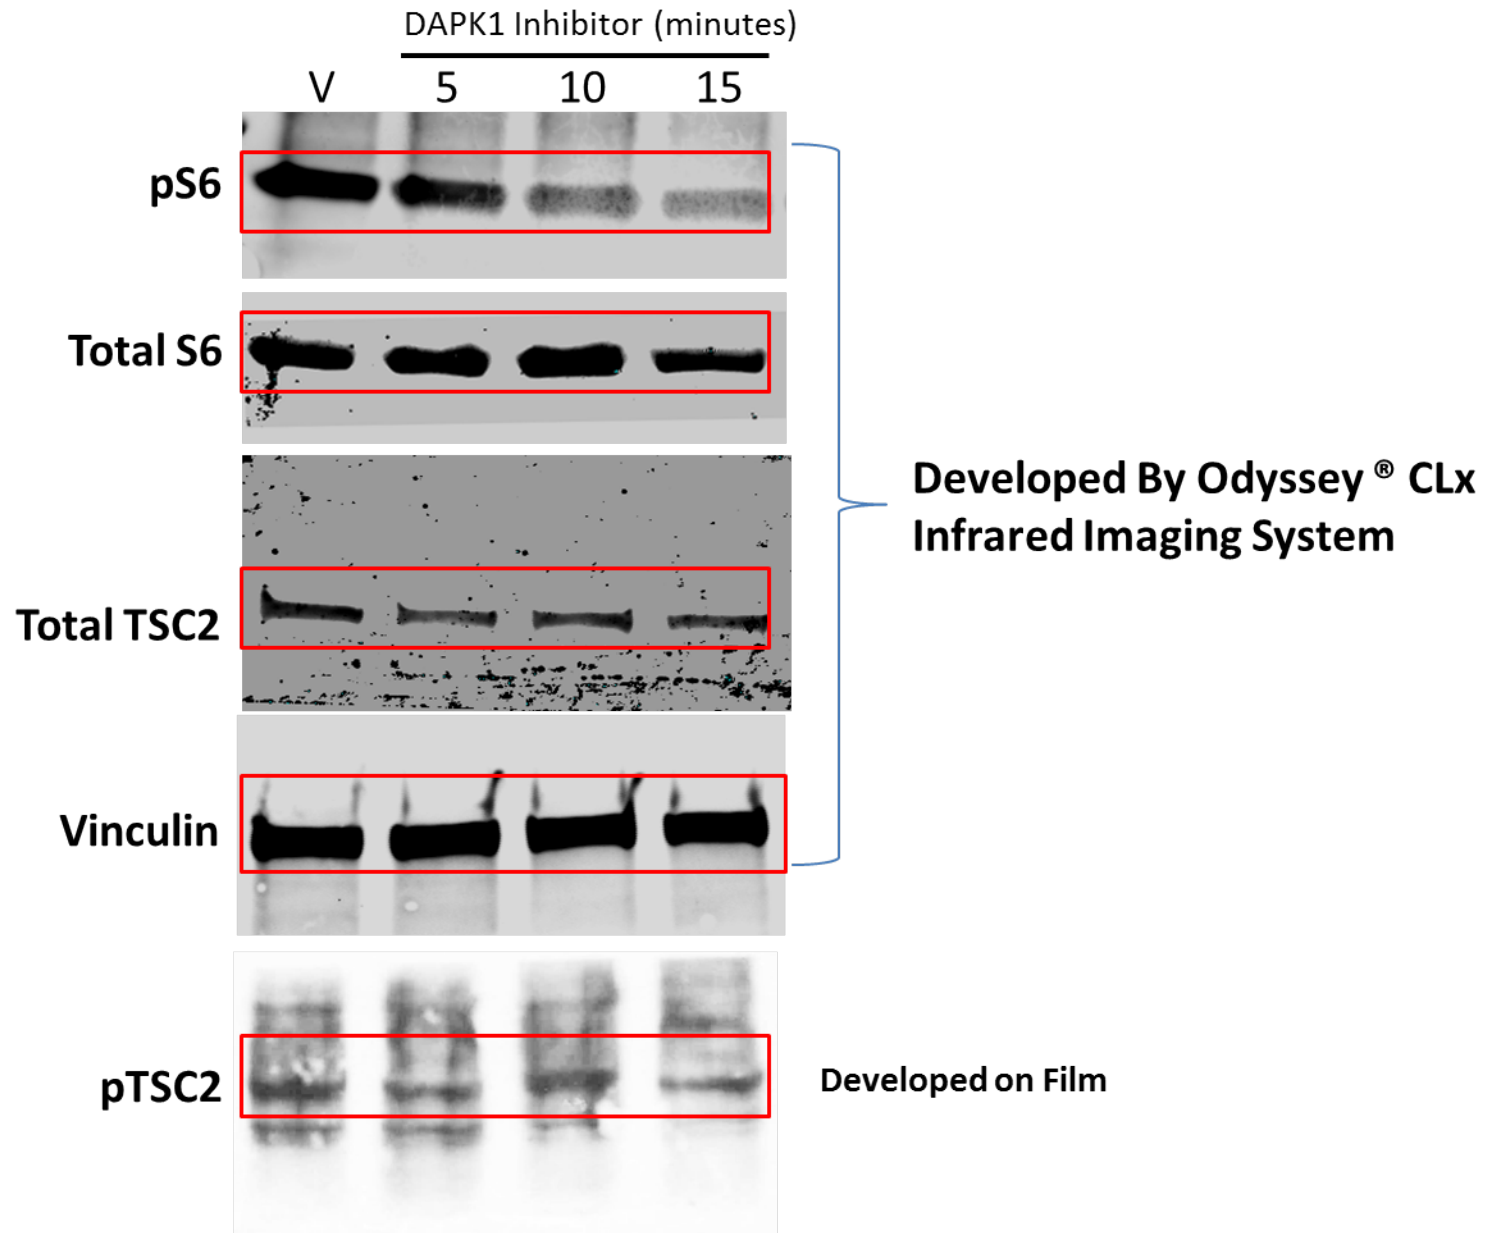 DAPK1 Inhibitor (minutes)
V 5 10 15
pS6
Total S6
Total TSC2
Vinculin
pTSC2
Developed By Odyssey ® CLx
Infrared Imaging System
Developed on Film